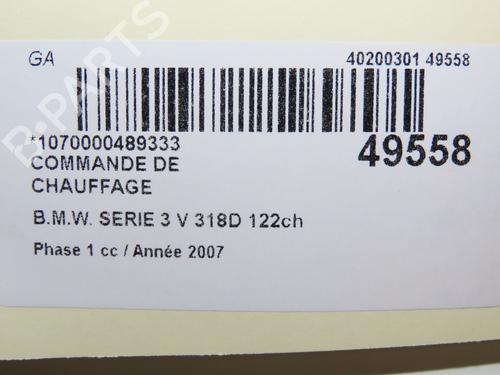 GA 40200301 49558
*1070000489333 49558
COMMANDE DE
CHAUFFAGE
B.M.W. SERIE 3 V 318D 122ch
Phase 1 cc / Année 2007
B-PARTS